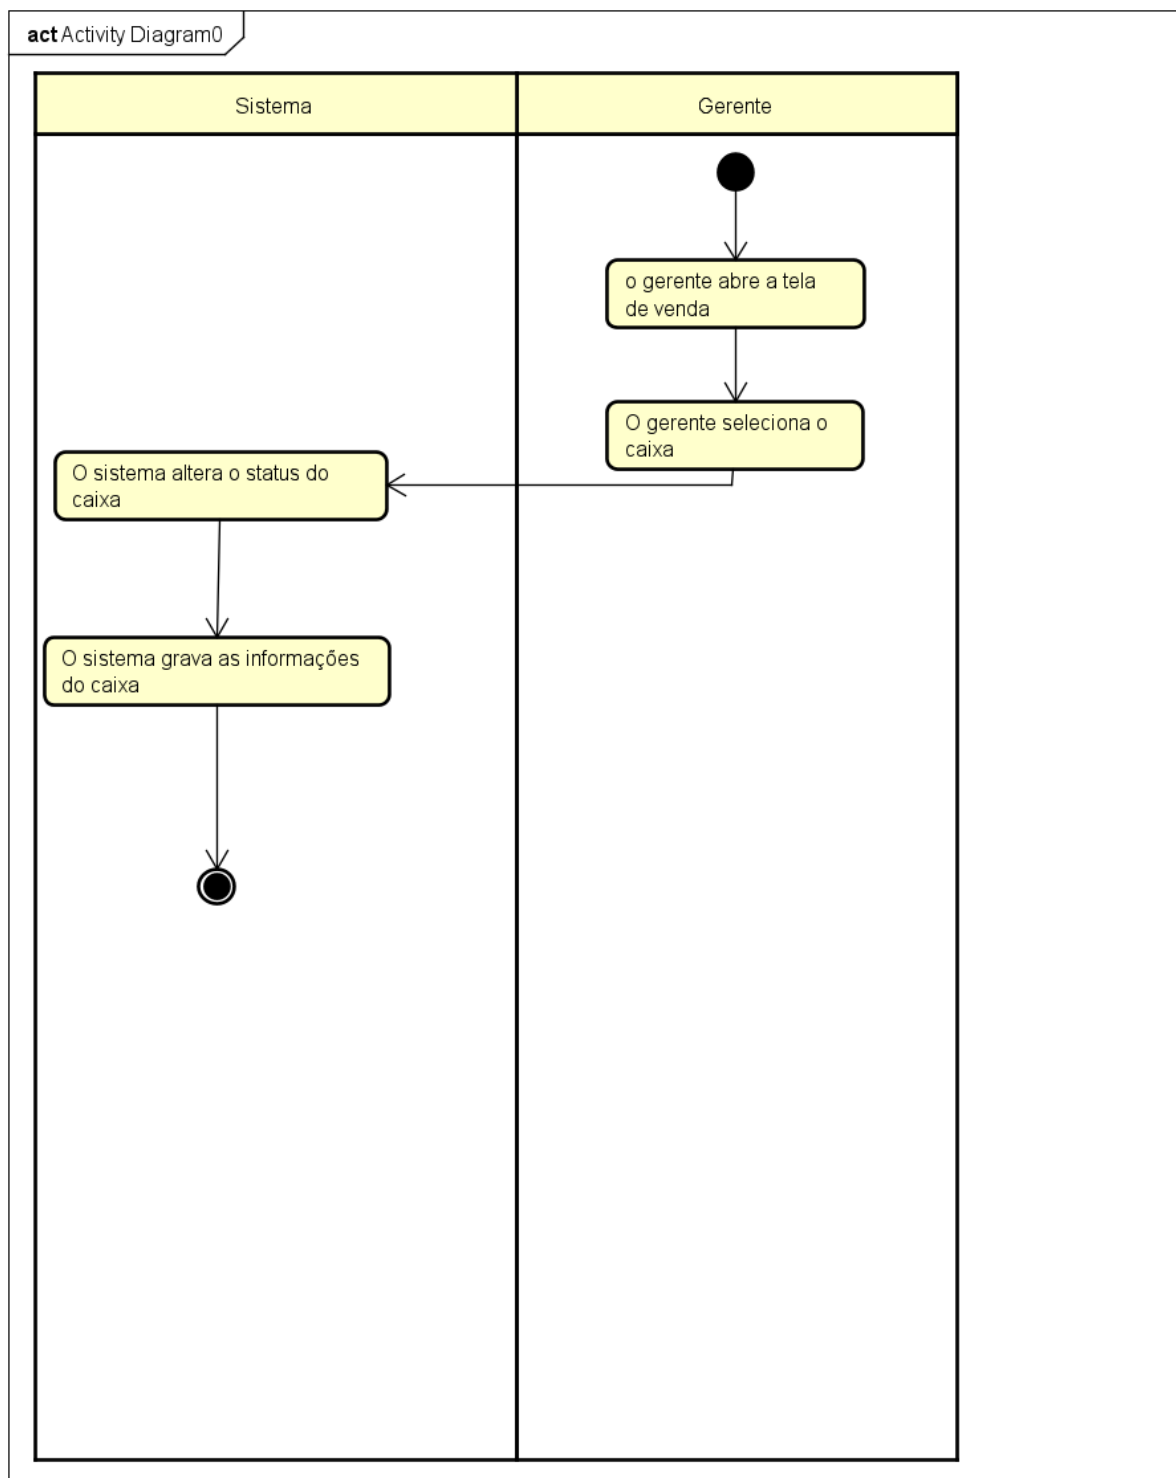 act Activity Diagram0
Sistema
Gerente
o gerente abre a tela
de venda
O gerente seleciona o
caixa
O sistema altera o status do
caixa
O sistema grava as informações
do caixa